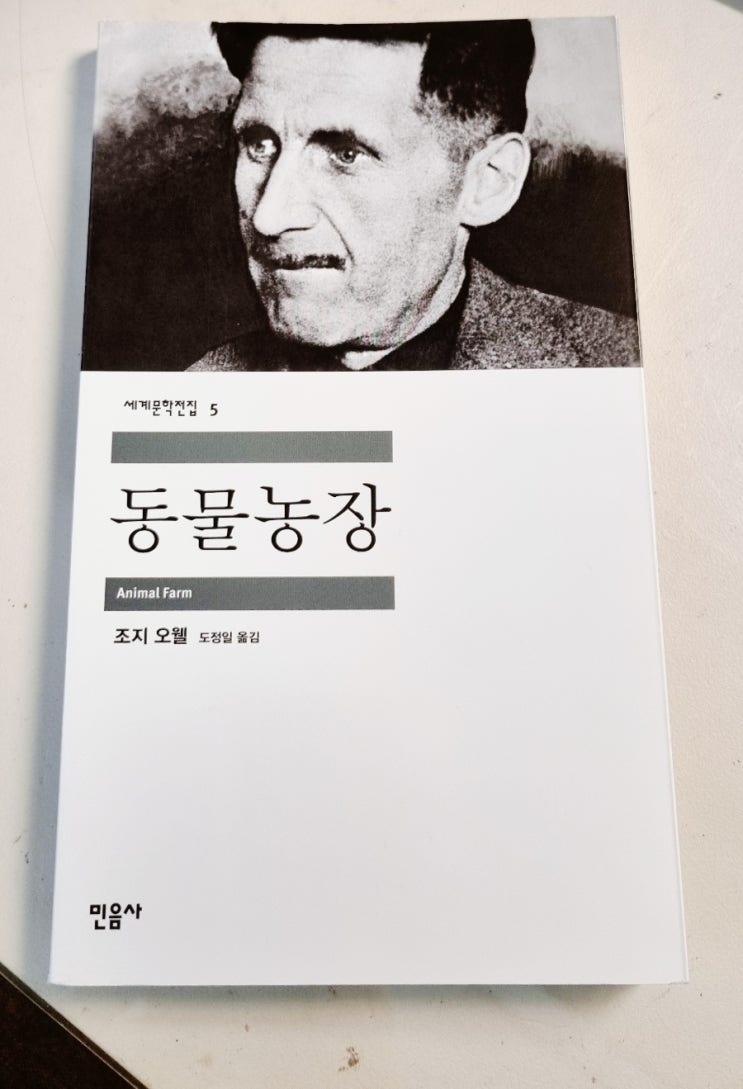 세계문학전집 5
동물농장
Animal Farm
조지 오웰 도정일 옮김
민음사